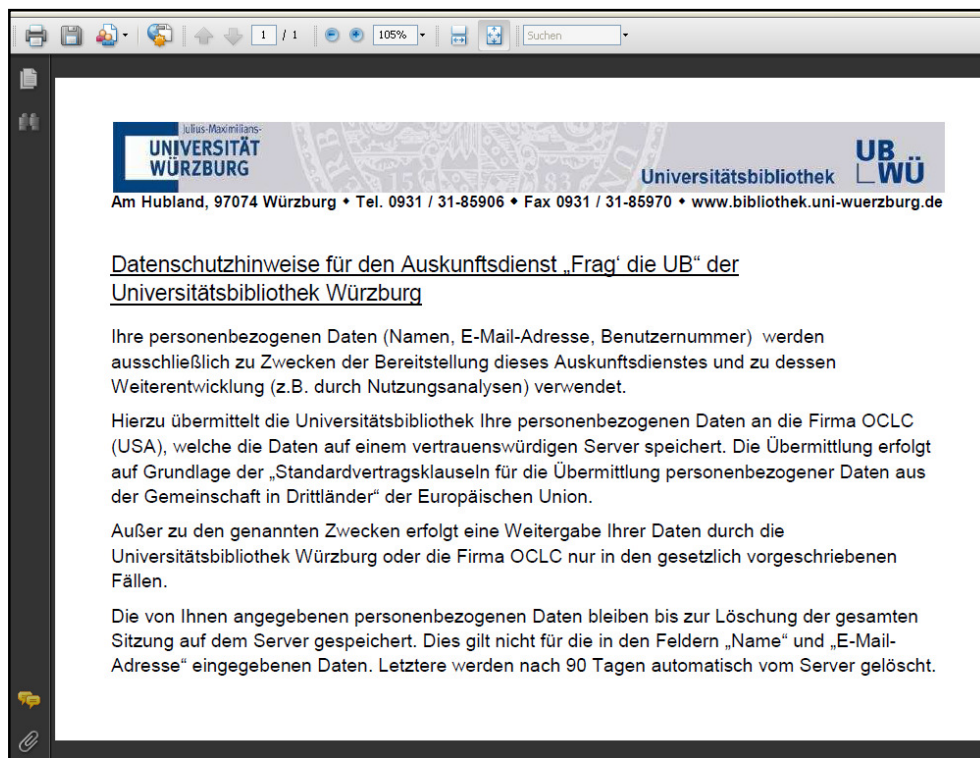 1 / 1
105%
Suchen
Julius-Maximilians-
UNIVERSITÄT
WÜRZBURG
Universitätsbibliothek
UB
WÜ
Am Hubland, 97074 Würzburg • Tel. 0931 / 31-85906 • Fax 0931 / 31-85970 • www.bibliothek.uni-wuerzburg.de
Datenschutzhinweise für den Auskunftsdienst „Frag‘ die UB“ der
Universitätsbibliothek Würzburg
Ihre personenbezogenen Daten (Namen, E-Mail-Adresse, Benutzernummer) werden
ausschließlich zu Zwecken der Bereitstellung dieses Auskunftsdienstes und zu dessen
Weiterentwicklung (z.B. durch Nutzungsanalysen) verwendet.
Hierzu übermittelt die Universitätsbibliothek Ihre personenbezogenen Daten an die Firma OCLC
(USA), welche die Daten auf einem vertrauenswürdigen Server speichert. Die Übermittlung erfolgt
auf Grundlage der „Standardvertragsklauseln für die Übermittlung personenbezogener Daten aus
der Gemeinschaft in Drittländer“ der Europäischen Union.
Außer zu den genannten Zwecken erfolgt eine Weitergabe Ihrer Daten durch die
Universitätsbibliothek Würzburg oder die Firma OCLC nur in den gesetzlich vorgeschriebenen
Fällen.
Die von Ihnen angegebenen personenbezogenen Daten bleiben bis zur Löschung der gesamten
Sitzung auf dem Server gespeichert. Dies gilt nicht für die in den Feldern „Name“ und „E-Mail-
Adresse“ eingegebenen Daten. Letztere werden nach 90 Tagen automatisch vom Server gelöscht.